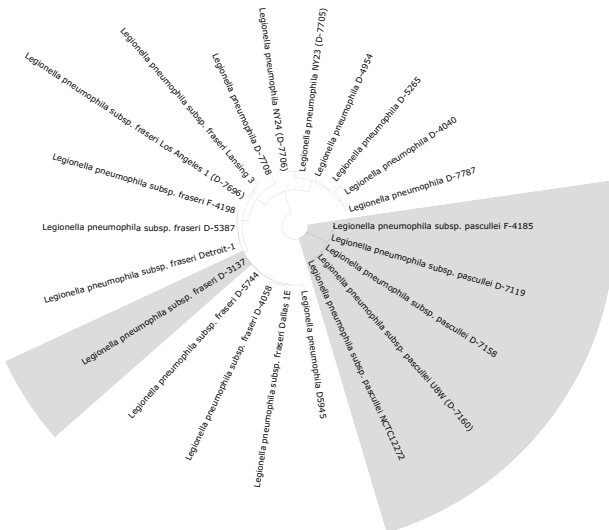 Legionella pneumophila NY23 (D-7705)
Legionella pneumophila D-4954
Legionella pneumophila D-5265
Legionella pneumophila D-4040
Legionella pneumophila D-7787
Legionella pneumophila subsp. pascullei F-4185
Legionella pneumophila subsp. pascullei D-7119
Legionella pneumophila subsp. pascullei D-7158
Legionella pneumophila subsp. pascullei U8W (D-7160)
Legionella pneumophila subsp. pascullei NCTC12272
Legionella pneumophila D5945
Legionella pneumophila subsp. fraseri Dallas 1E
Legionella pneumophila subsp. fraseri D-4058
Legionella pneumophila subsp. fraseri D-5744
Legionella pneumophila subsp. fraseri D-3137
Legionella pneumophila subsp. fraseri Detroit-1
Legionella pneumophila subsp. fraseri D-5387
Legionella pneumophila subsp. fraseri F-4198
Legionella pneumophila subsp. fraseri Los Angeles 1 (D-7696)
Legionella pneumophila subsp. fraseri Lansing 3
Legionella pneumophila D-7708
Legionella pneumophila NY24 (D-7706)